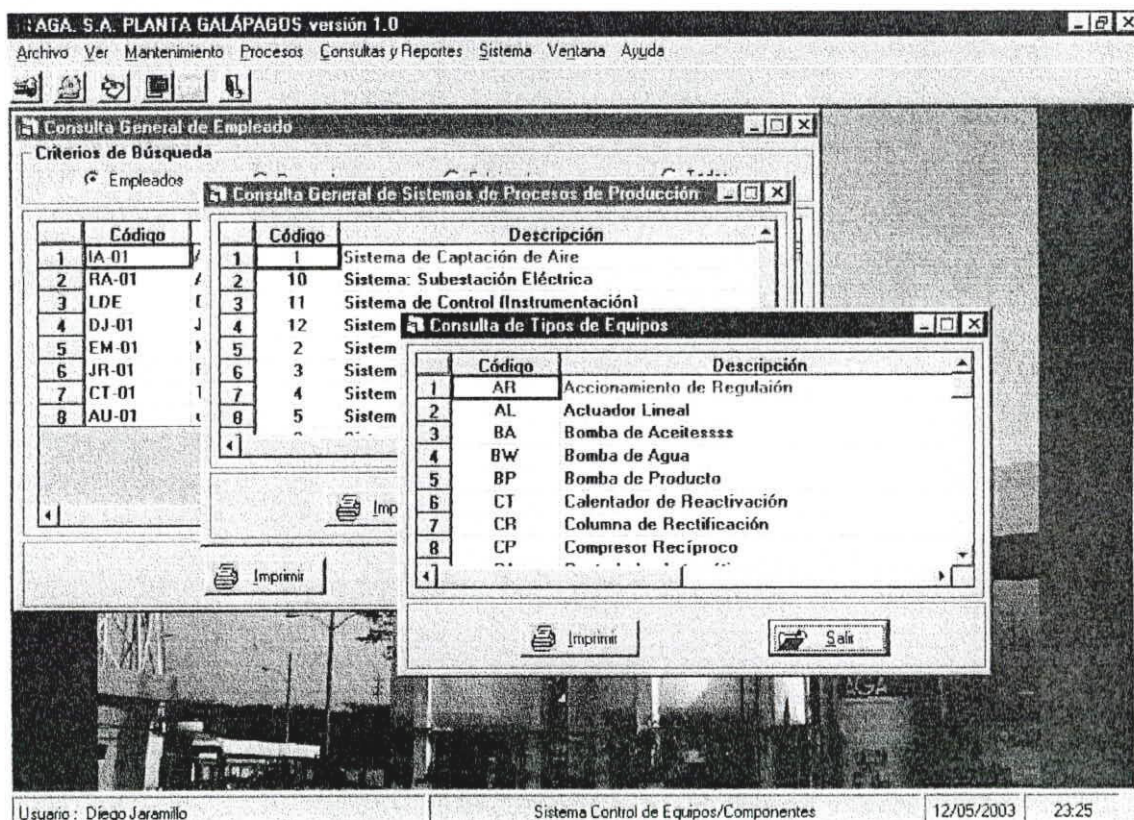 AGA. S.A. PLANTA GALÁPAGOS versión 1.0
Archivo Ver Mantenimiento Procesos Consultas y Reportes Sistema Ventana Ayuda
Consulta General de Empleado
Criterios de Búsqueda
Empleados
Código
1 IA-01
2 RA-01
3 LDE
4 DJ-01
5 EM-01
6 JR-01
7 CT-01
8 AU-01
Imprimir
Consulta General de Sistemas de Procesos de Producción
Código Descripción
1 1 Sistema de Captación de Aire
2 10 Sistema: Subestación Eléctrica
3 11 Sistema de Control (Instrumentación)
4 12 Sistem
5 2 Sistem
6 3 Sistem
7 4 Sistem
8 5 Sistem
Imp
Consulta de Tipos de Equipos
Código Descripción
1 AR Accionamiento de Regulaión
2 AL Actuador Lineal
3 BA Bomba de Aceitessss
4 BW Bomba de Agua
5 BP Bomba de Producto
6 CT Calentador de Reactivación
7 CR Columna de Rectificación
8 CP Compresor Recíproco
Imprimir Salir
AGA
Usuario : Diego Jaramillo Sistema Control de Equipos/Componentes 12/05/2003 23:25